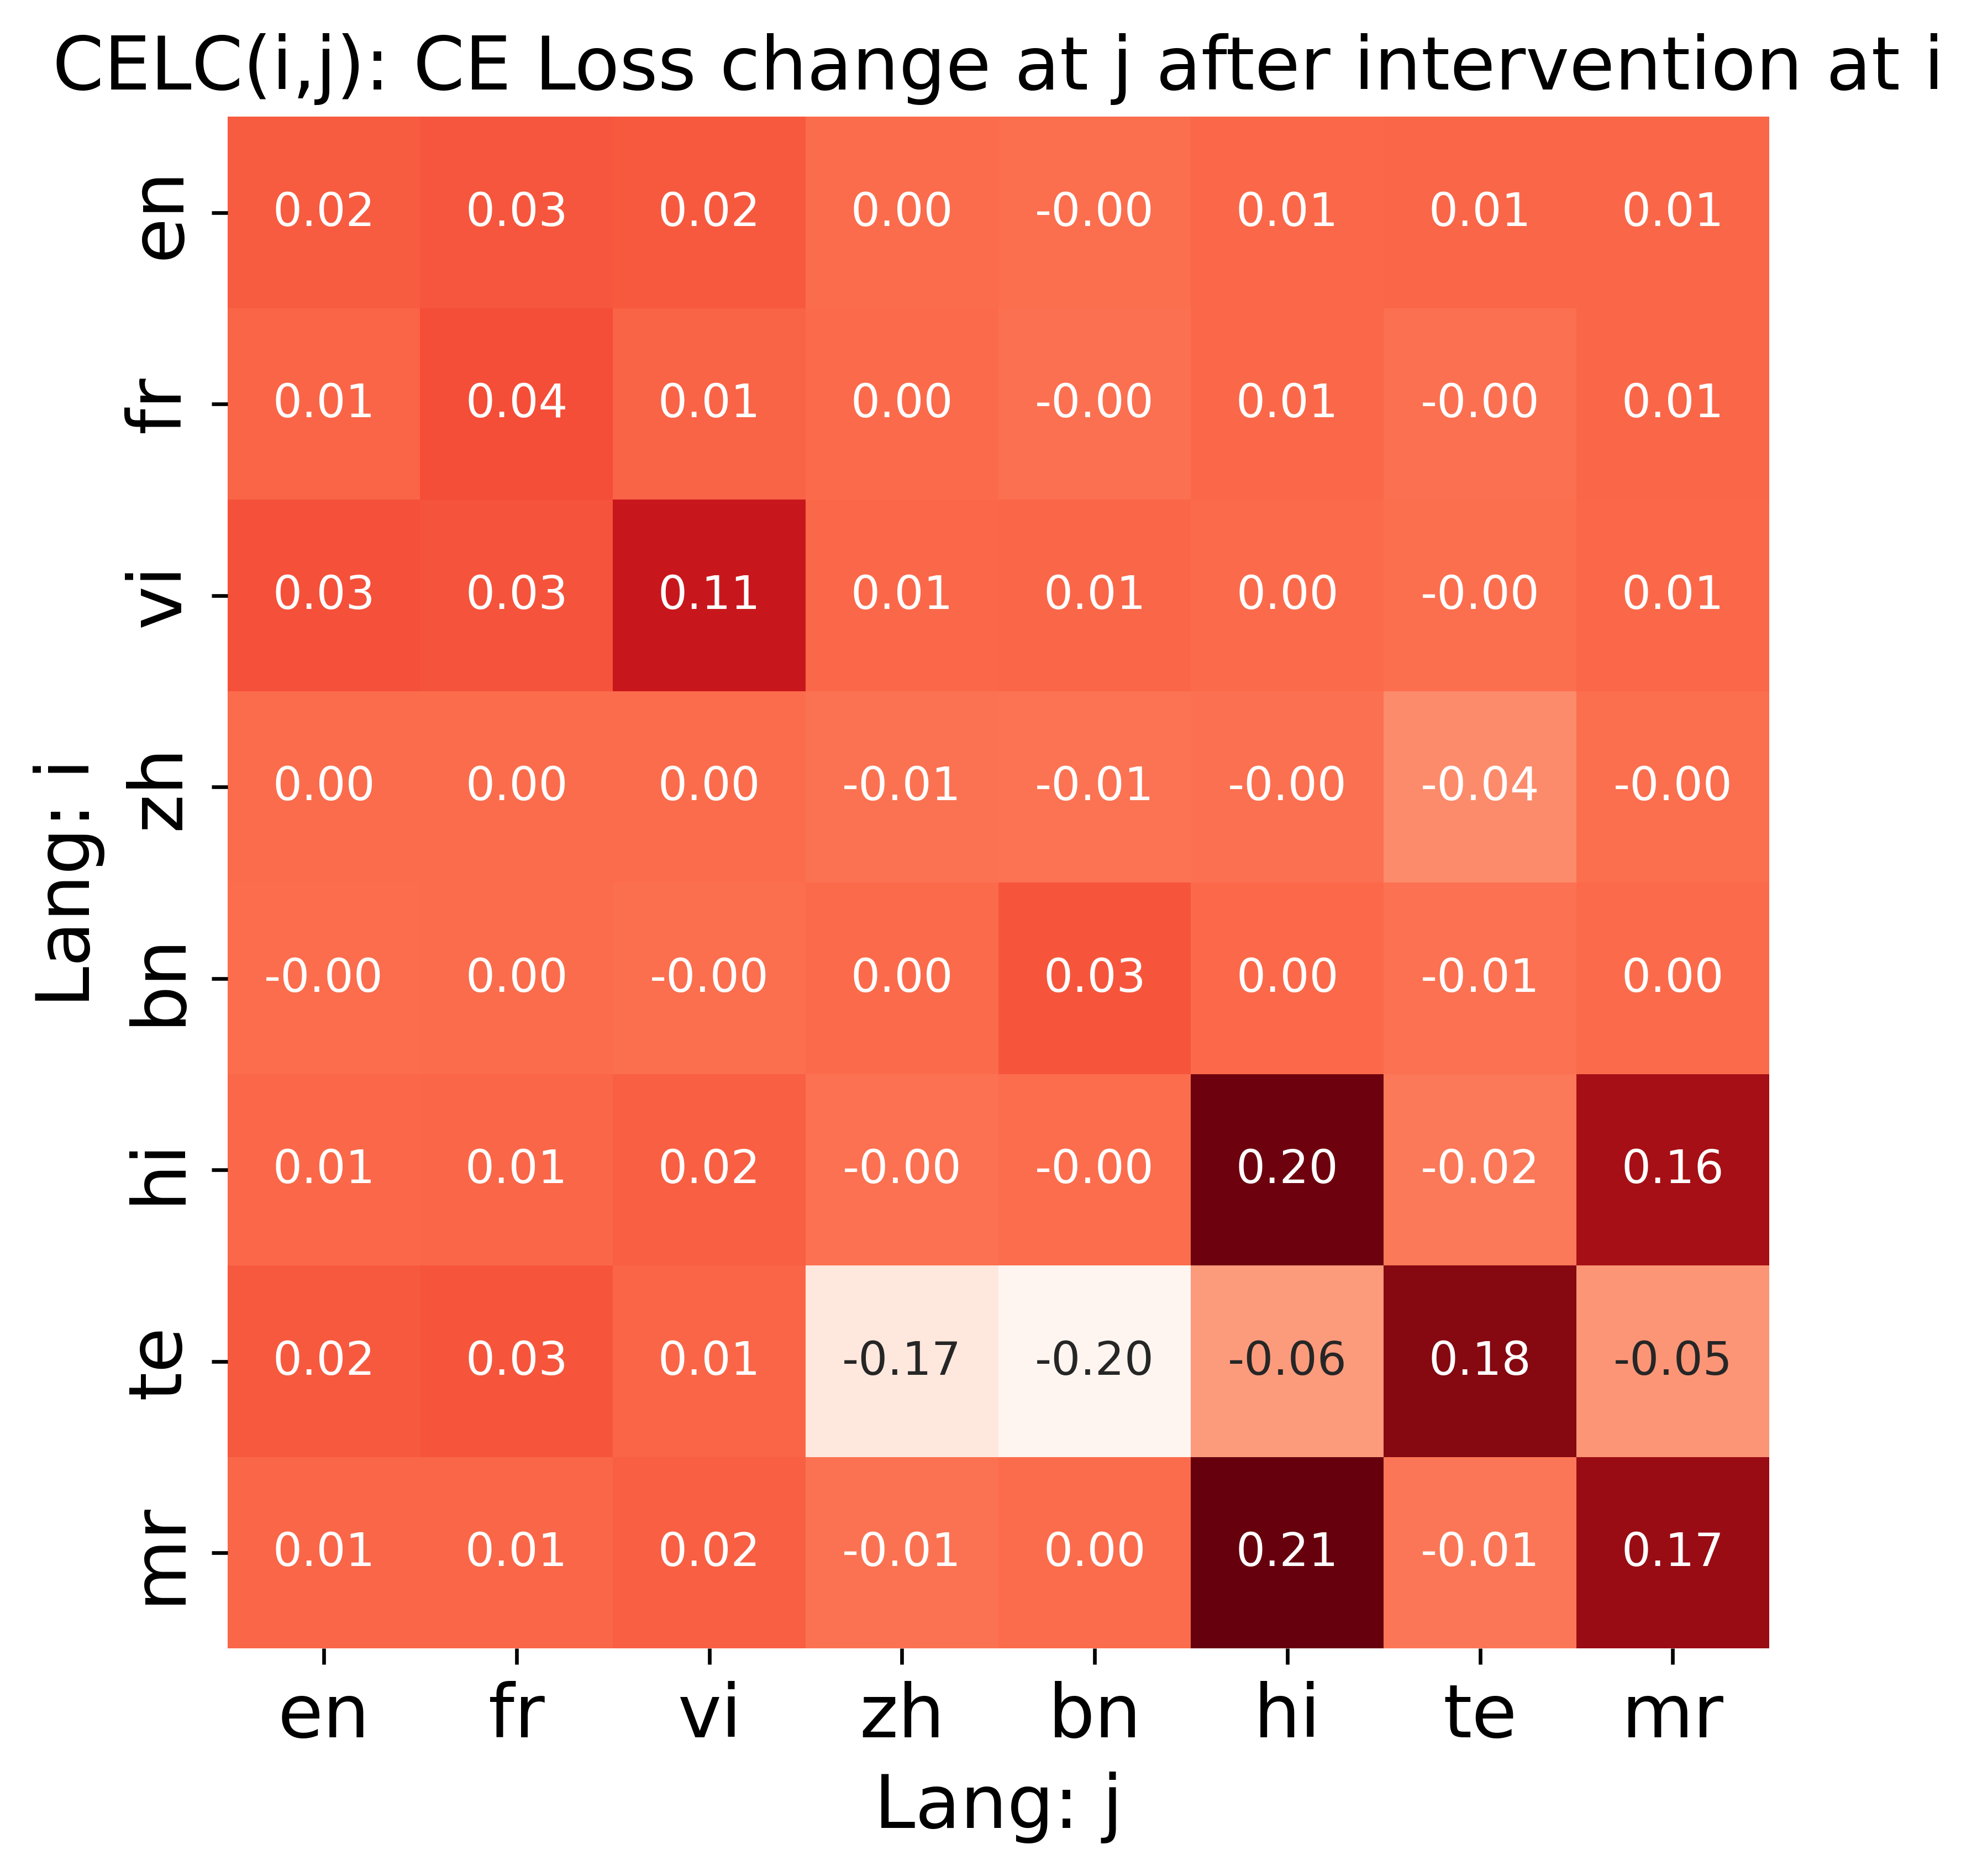 CELC(i,j): CE Loss change at j after intervention at i
Lang: i
en 0.02 0.03 0.02 0.00 -0.00 0.01 0.01 0.01
fr 0.01 0.04 0.01 0.00 -0.00 0.01 -0.00 0.01
vi 0.03 0.03 0.11 0.01 0.01 0.00 -0.00 0.01
zh 0.00 0.00 0.00 -0.01 -0.01 -0.00 -0.04 -0.00
bn -0.00 0.00 -0.00 0.00 0.03 0.00 -0.01 0.00
hi 0.01 0.01 0.02 -0.00 -0.00 0.20 -0.02 0.16
te 0.02 0.03 0.01 -0.17 -0.20 -0.06 0.18 -0.05
mr 0.01 0.01 0.02 -0.01 0.00 0.21 -0.01 0.17
en fr vi zh bn hi te mr
Lang: j